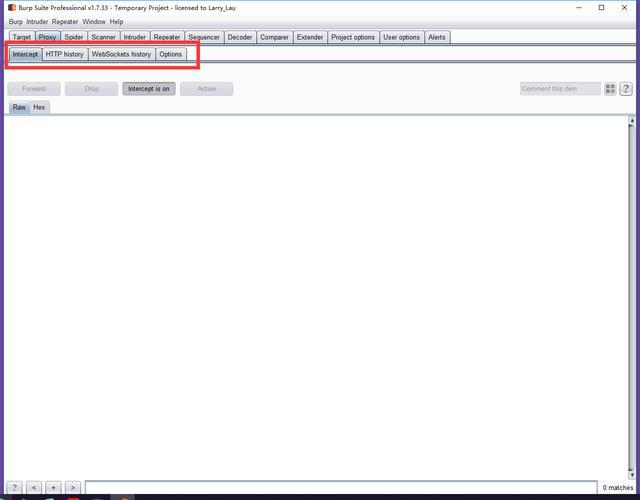 Burp Suite Professional v1.7.33 - Temporary Project - licensed to Larry_Lau
Burp Intruder Repeater Window Help
Target Proxy Spider Scanner Intruder Repeater Sequencer Decoder Comparer Extender Project options User options Alerts
Intercept HTTP history WebSockets history Options
Forward Drop Intercept is on Action Comment this item ?
Raw Hex
? < + > 0 matches